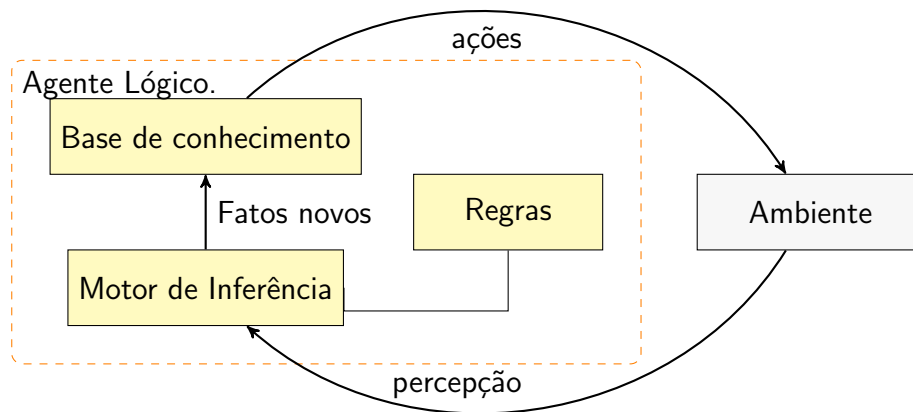 ações
Agente Lógico.
Base de conhecimento
Fatos novos
Regras
Ambiente
Motor de Inferência
percepção